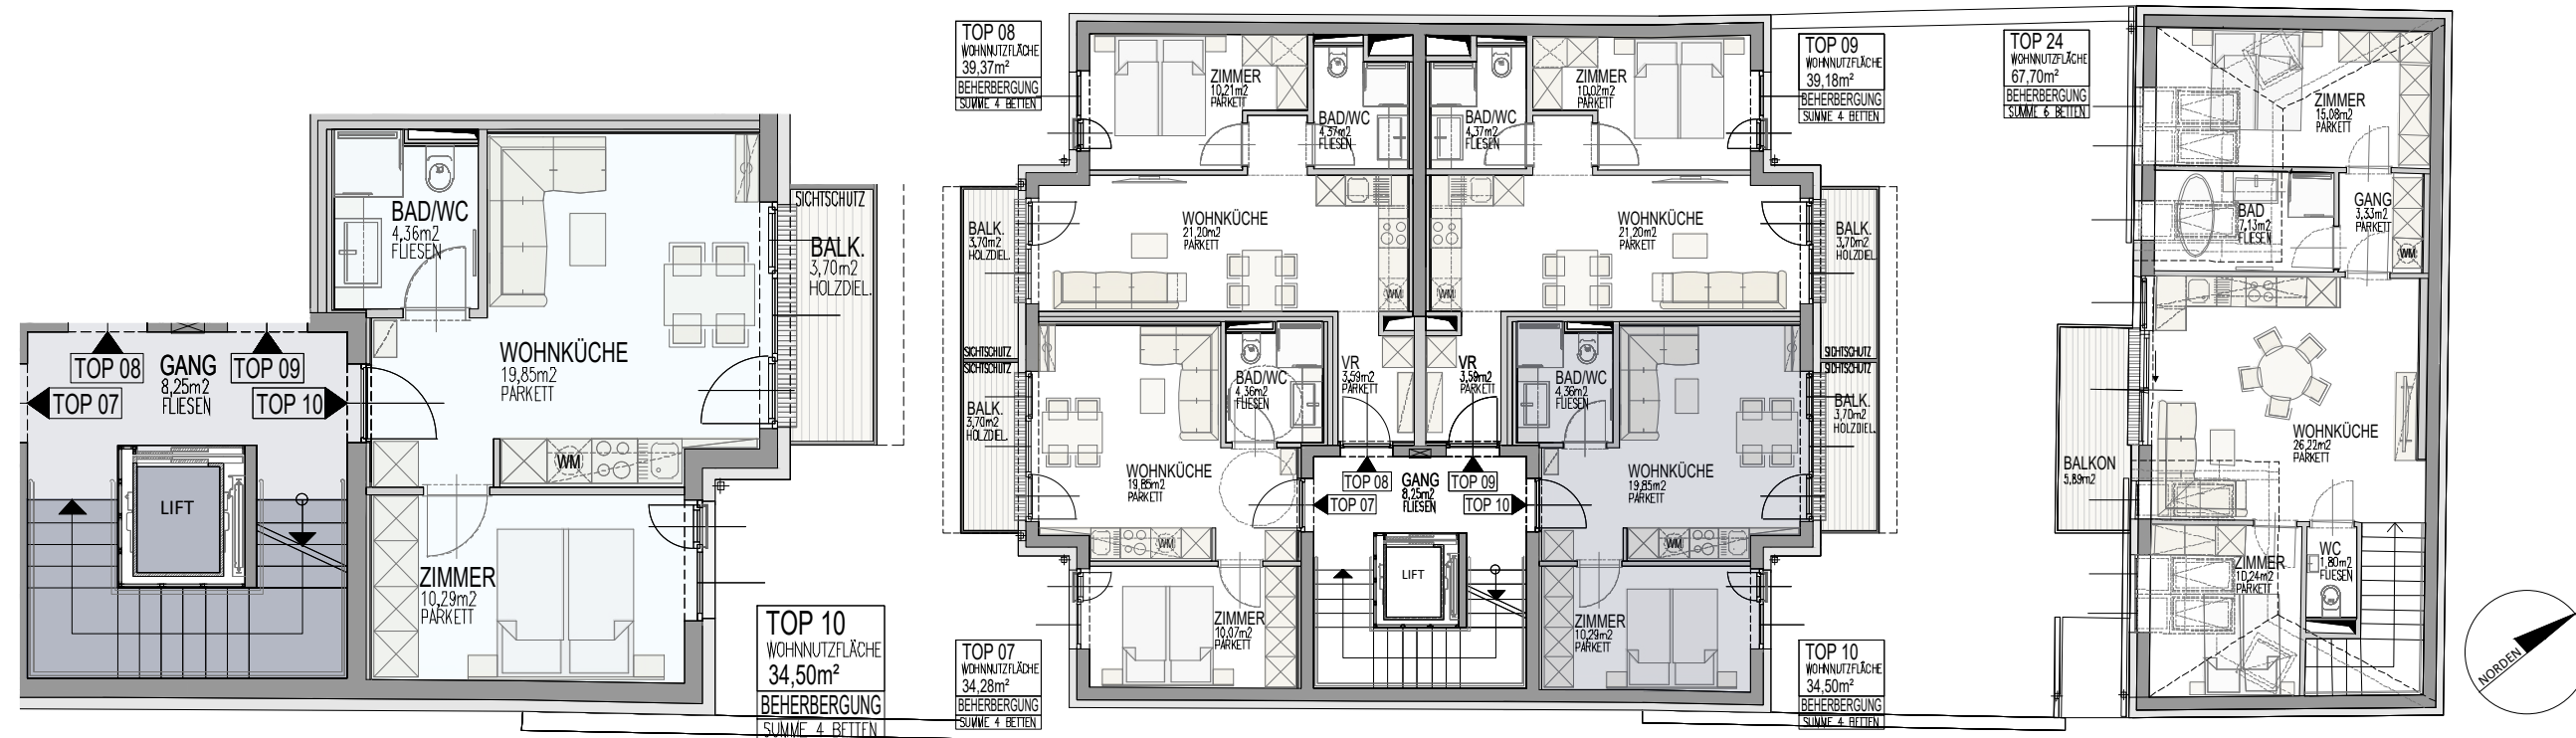 BAD/WC
4,36m2
FLIESEN
SICHTSCHUTZ
BALK.
3,70m2
HOLZDIEL.
WOHNKÜCHE
19,85m2
PARKETT
TOP 08
TOP 09
GANG
8,25m2
FLIESEN
TOP 07
TOP 10
WM
LIFT
ZIMMER
10,29m2
PARKETT
TOP 10
WOHNNUTZFLÄCHE
34,50m²
BEHERBERGUNG
SUMME 4 BETTEN
TOP 08
WOHNNUTZFLÄCHE
39,37m²
BEHERBERGUNG
SUMME 4 BETTEN
ZIMMER
10,21m2
PARKETT
BAD/WC
4,37m2
FLIESEN
BAD/WC
4,37m2
FLIESEN
ZIMMER
10,02m2
PARKETT
TOP 09
WOHNNUTZFLÄCHE
39,18m²
BEHERBERGUNG
SUMME 4 BETTEN
BALK.
3,70m2
HOLZDIEL.
WOHNKÜCHE
21,20m2
PARKETT
WM
WM
WOHNKÜCHE
21,20m2
PARKETT
BALK.
3,70m2
HOLZDIEL.
SICHTSCHUTZ
SICHTSCHUTZ
SICHTSCHUTZ
SICHTSCHUTZ
BALK.
3,70m2
HOLZDIEL.
BAD/WC
4,36m2
FLIESEN
VR
3,59m2
PARKETT
VR
3,59m2
PARKETT
BAD/WC
4,36m2
FLIESEN
BALK.
3,70m2
HOLZDIEL.
WOHNKÜCHE
19,85m2
PARKETT
WM
TOP 08
TOP 09
GANG
8,25m2
FLIESEN
TOP 07
TOP 10
WOHNKÜCHE
19,85m2
PARKETT
WM
LIFT
ZIMMER
10,07m2
PARKETT
ZIMMER
10,29m2
PARKETT
TOP 07
WOHNNUTZFLÄCHE
34,28m²
BEHERBERGUNG
SUMME 4 BETTEN
TOP 10
WOHNNUTZFLÄCHE
34,50m²
BEHERBERGUNG
SUMME 4 BETTEN
TOP 24
WOHNNUTZFLÄCHE
67,70m²
BEHERBERGUNG
SUMME 6 BETTEN
ZIMMER
15,08m2
PARKETT
BAD
7,13m2
FLIESEN
GANG
3,33m2
PARKETT
WM
WOHNKÜCHE
26,22m2
PARKETT
BALKON
5,89m2
ZIMMER
10,24m2
PARKETT
WC
1,80m2
FLIESEN
NORDEN